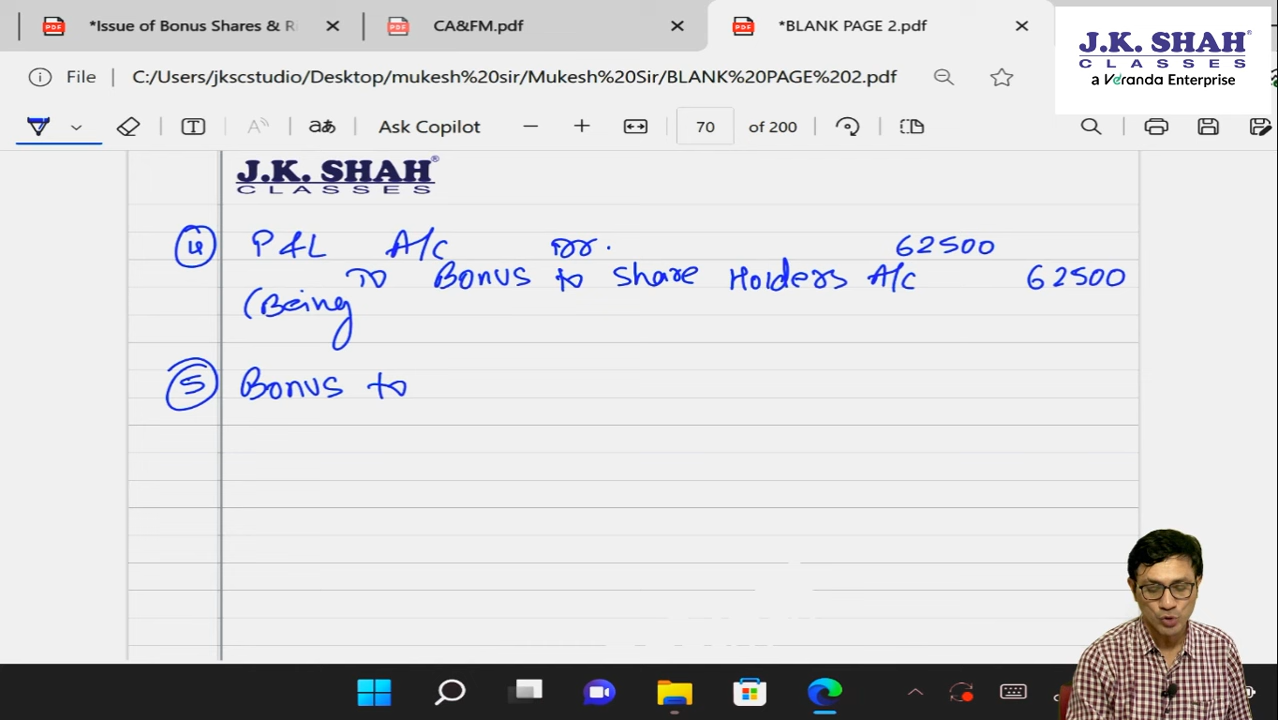 *Issue of Bonus Shares & R
CA&FM.pdf
*BLANK PAGE 2.pdf
J.K. SHAH®
CLASSES
a Veranda Enterprise
File
C:/Users/jkscstudio/Desktop/mukesh%20sir/Mukesh%20Sir/BLANK%20PAGE%202.pdf
Ask Copilot
70 of 200
J.K. SHAH®
CLASSES
4 P&L A/c Dr. 62500
To Bonus to Share Holders A/c 62500
(Being
5 Bonus to